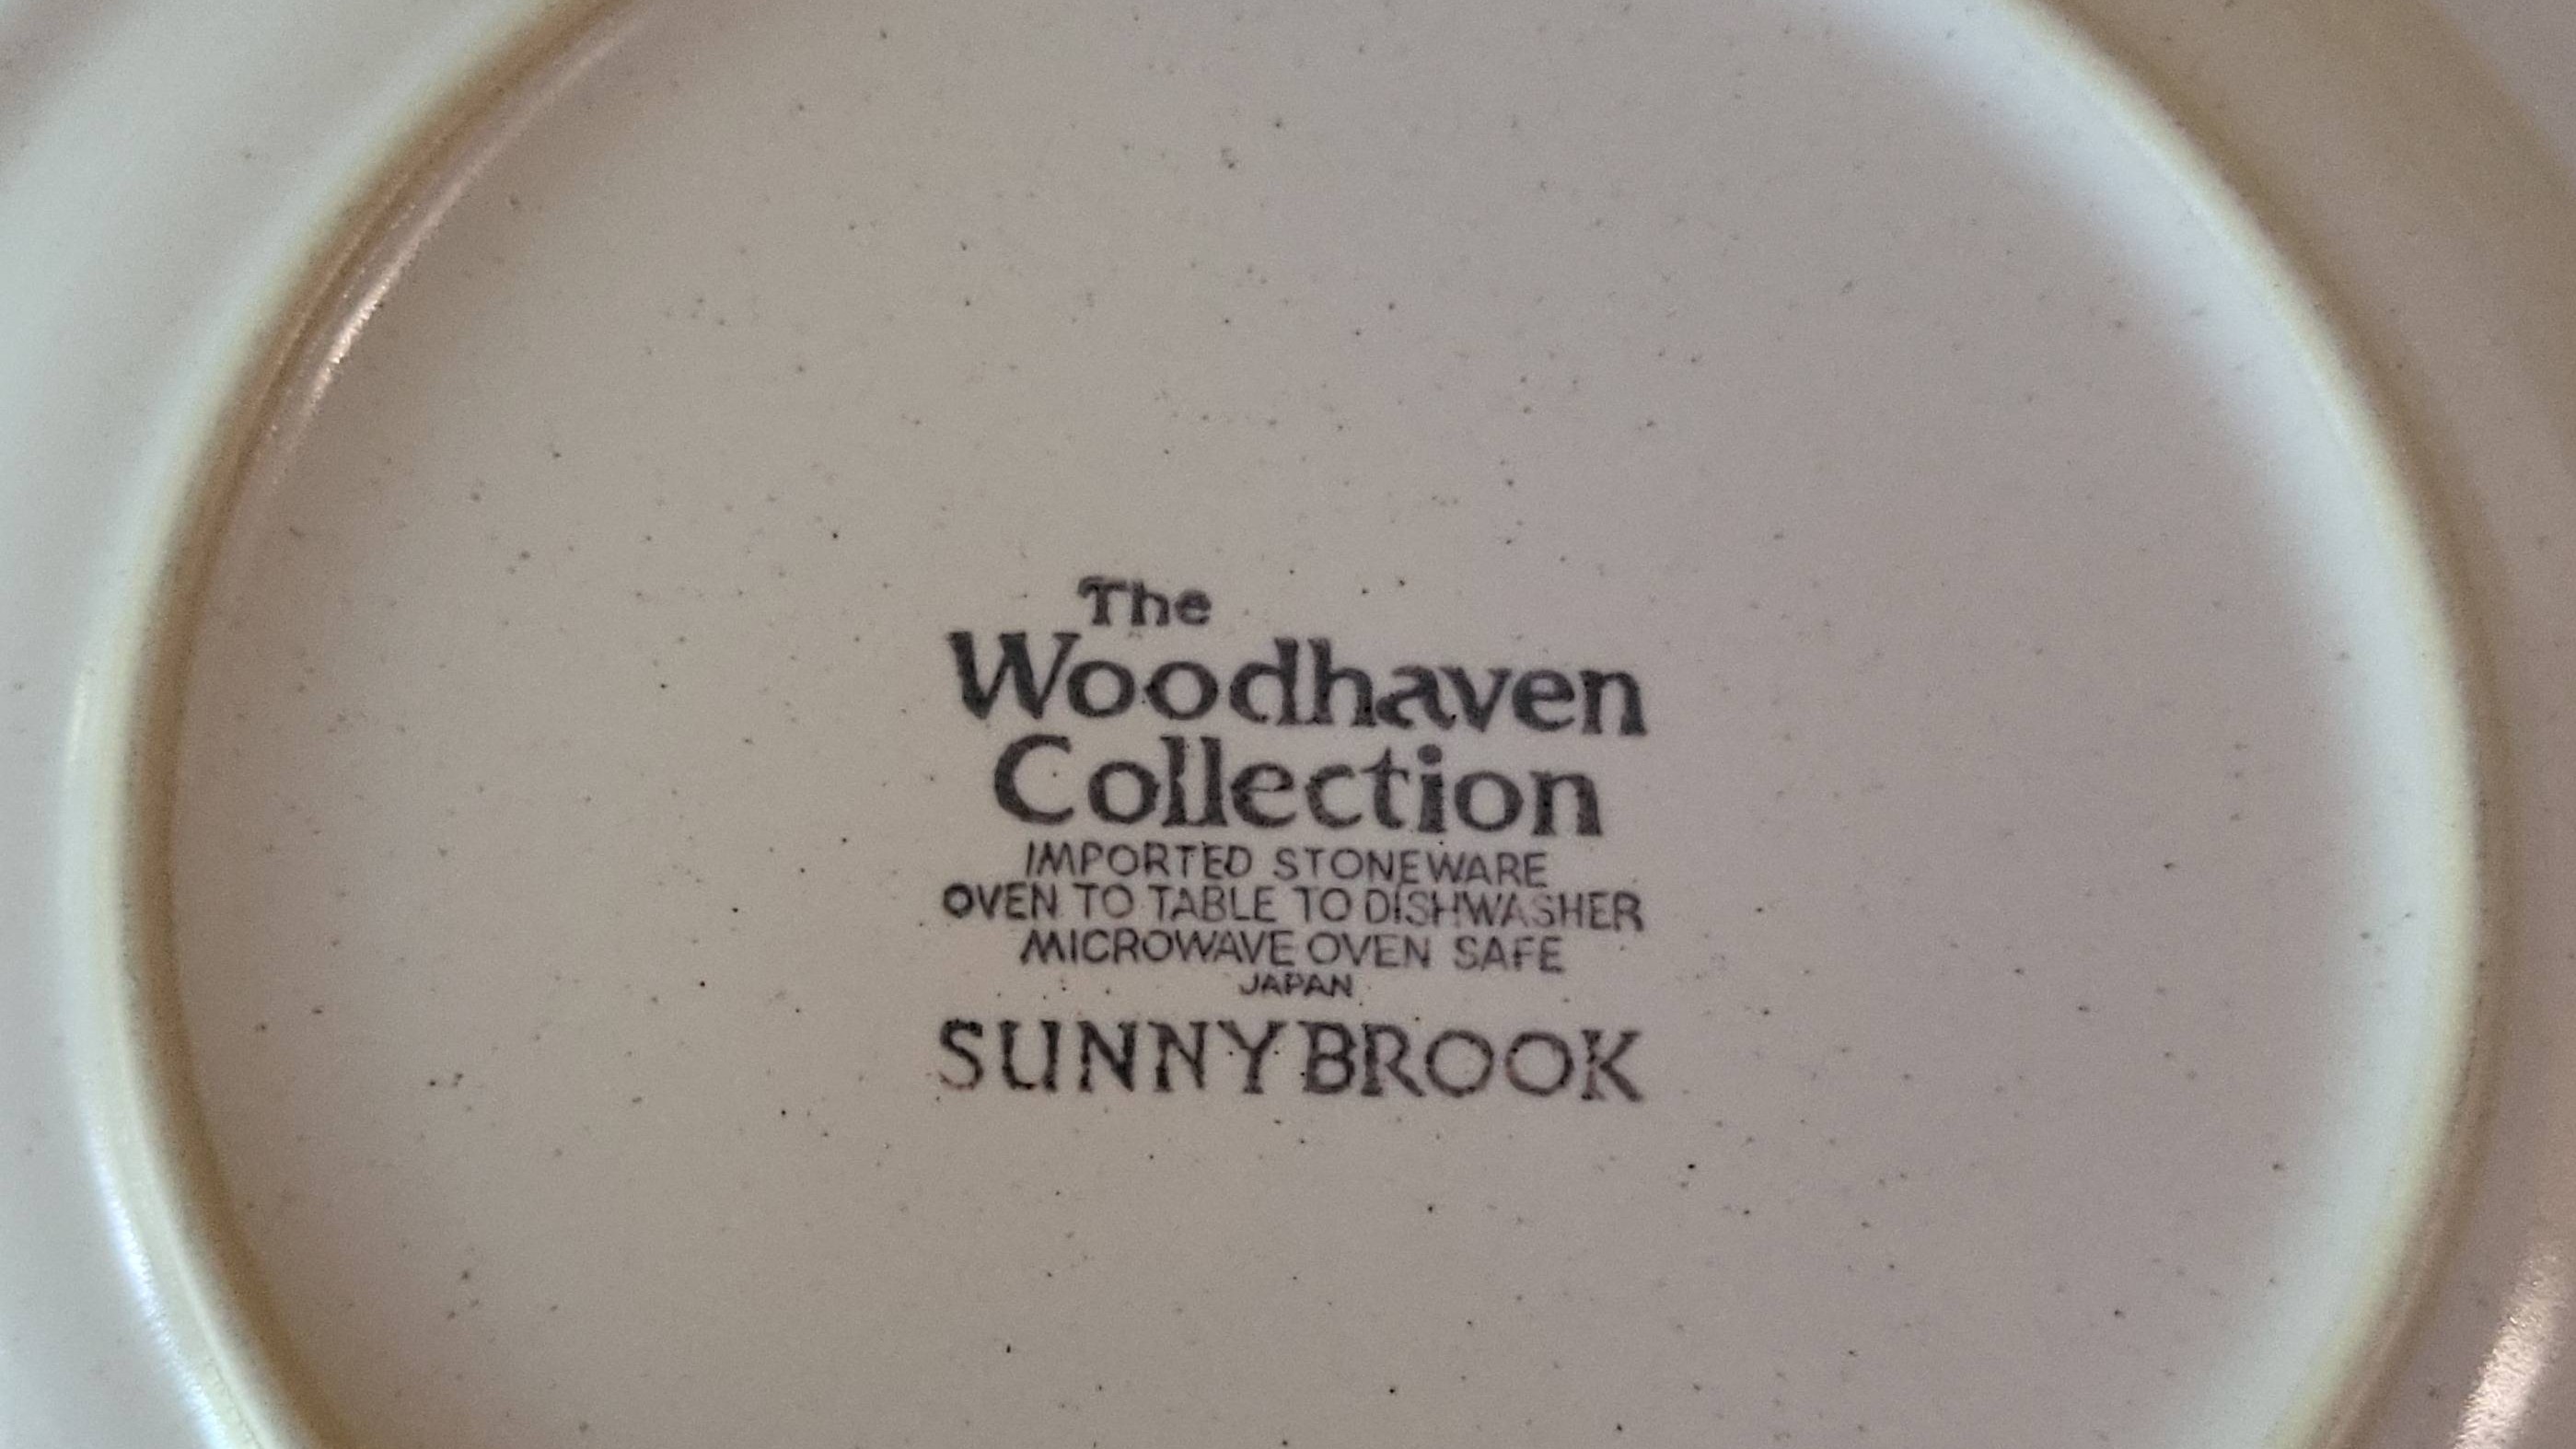 The
Woodhaven
Collection
IMPORTED STONEWARE
OVEN TO TABLE TO DISHWASHER
MICROWAVE OVEN SAFE
JAPAN
SUNNYBROOK